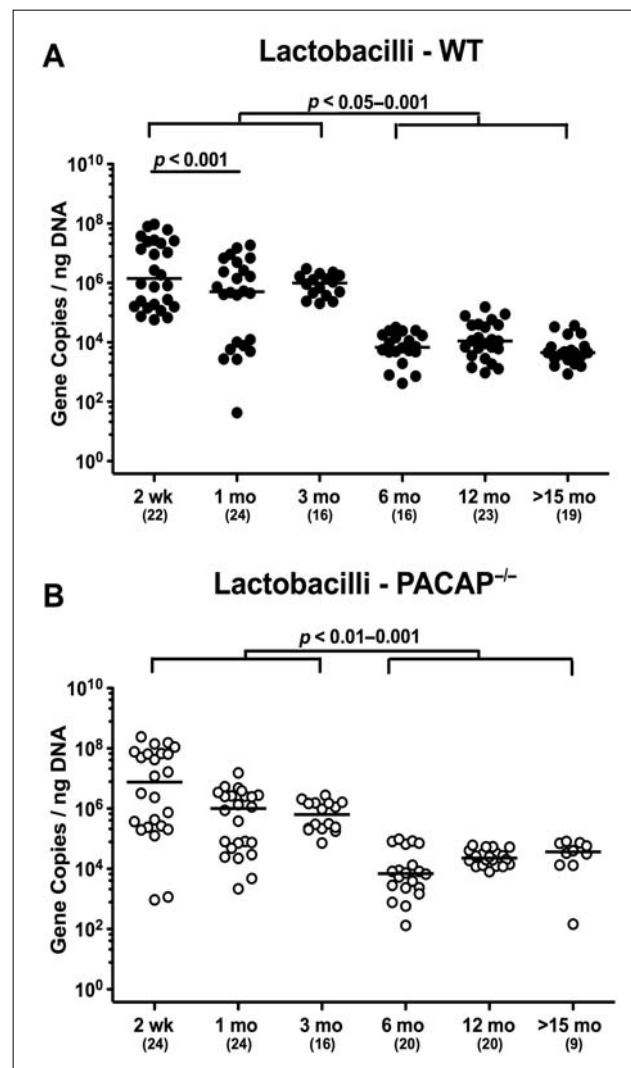 A
Lactobacilli - WT
p < 0.05–0.001
p < 0.001
Gene Copies / ng DNA
10^10
10^8
10^6
10^4
10^2
10^0
2 wk 1 mo 3 mo 6 mo 12 mo >15 mo
(22) (24) (16) (16) (23) (19)
B
Lactobacilli - PACAP–/–
p < 0.01–0.001
Gene Copies / ng DNA
10^10
10^8
10^6
10^4
10^2
10^0
2 wk 1 mo 3 mo 6 mo 12 mo >15 mo
(24) (24) (16) (20) (20) (9)